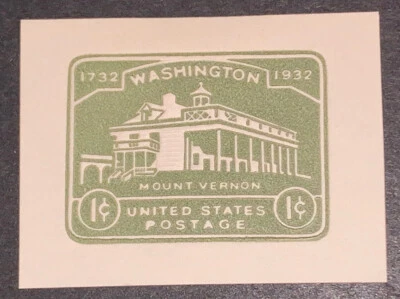 1732 WASHINGTON 1932
MOUNT VERNON
1¢ UNITED STATES 1¢
POSTAGE